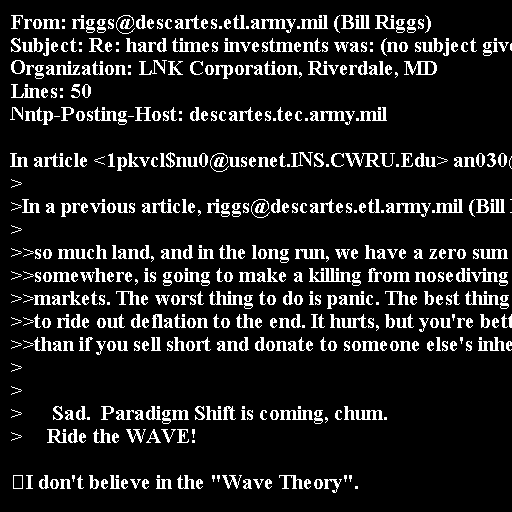 From: riggs@descartes.etl.army.mil (Bill Riggs)
Subject: Re: hard times investments was: (no subject give
Organization: LNK Corporation, Riverdale, MD
Lines: 50
Nntp-Posting-Host: descartes.tec.army.mil

In article <1pkvcl$nu0@usenet.INS.CWRU.Edu> an030@
>
>In a previous article, riggs@descartes.etl.army.mil (Bill
>
>>so much land, and in the long run, we have a zero sum
>>somewhere, is going to make a killing from nosediving
>>markets. The worst thing to do is panic. The best thing
>>to ride out deflation to the end. It hurts, but you're bett
>>than if you sell short and donate to someone else's inhe
>
>
>      Sad.  Paradigm Shift is coming, chum.
>     Ride the WAVE!

I don't believe in the "Wave Theory".